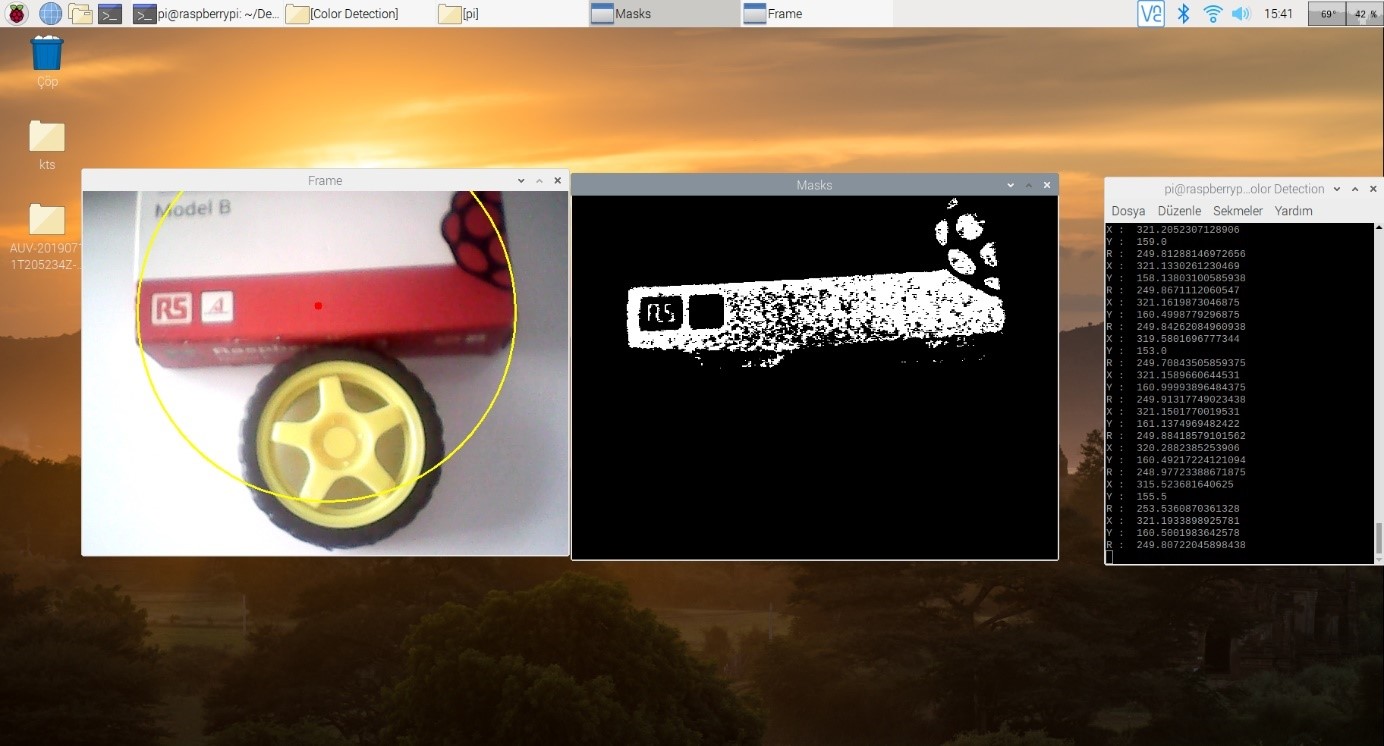 pi@raspberrypi: ~/De...
[Color Detection]
[pi]
Masks
Frame
VNC
15:41
69°
42 %
Çöp
kts
AUV-201907
1T205234Z-..
Frame
Model B
RS
A
Masks
RS
pi@raspberryp...olor Detection
Dosya Düzenle Sekmeler Yardım
X : 321.2052307128906
Y : 159.0
R : 249.81288146972656
X : 321.1330261230469
Y : 158.13803100585938
R : 249.8671112060547
X : 321.1619873046875
Y : 160.4998779296875
R : 249.84262084960938
X : 319.5801696777344
Y : 153.0
R : 249.70843505859375
X : 321.1589660644531
Y : 160.99993896484375
R : 249.91317749023438
X : 321.1501770019531
Y : 161.1374969482422
R : 249.88418579101562
X : 320.2882385253906
Y : 160.49217224121094
R : 248.97723388671875
X : 315.523681640625
Y : 155.5
R : 253.5360870361328
X : 321.1933898925781
Y : 160.5001983642578
R : 249.80722045898438